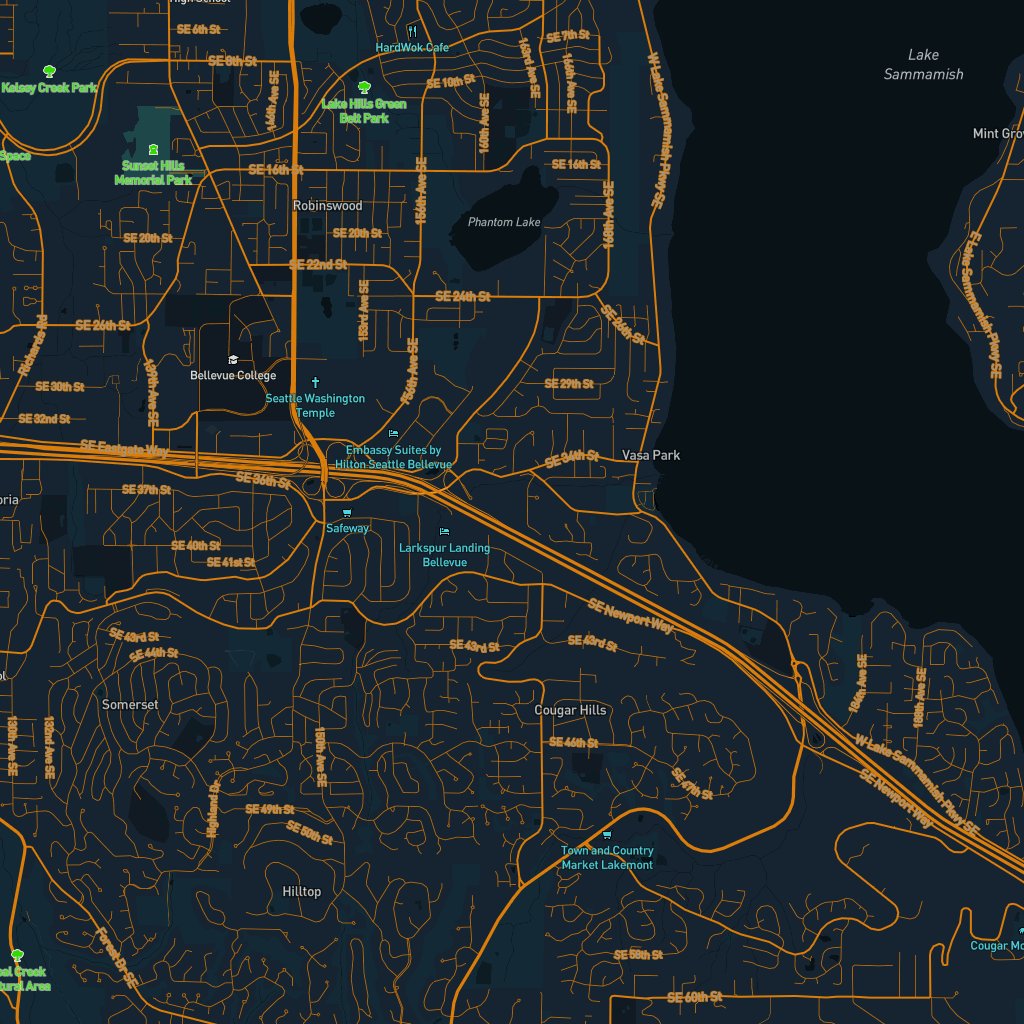 High School
SE 6th St
HardWok Cafe
SE 7th St
Lake
Sammamish
SE 8th St
Kelsey Creek Park
146th Ave SE
Lake Hills Green
Belt Park
SE 10th St
163rd Ave SE
164th Ave SE
W Lake Sammamish Pkwy SE
160th Ave SE
Mint Grov
Space
Sunset Hills
Memorial Park
SE 16th St
SE 16th St
156th Ave SE
168th Ave SE
Robinswood
Phantom Lake
SE 20th St
SE 20th St
SE 22nd St
E Lake Sammamish Pkwy SE
SE 24th St
153rd Ave SE
SE 26th St
SE 26th St
Richards Rd
156th Ave SE
Bellevue College
SE 30th St
SE 29th St
Seattle Washington
Temple
SE 32nd St
SE Eastgate Way
Embassy Suites by
Hilton Seattle Bellevue
SE 34th St
Vasa Park
SE 36th St
SE 37th St
oria
Safeway
SE 40th St
Larkspur Landing
Bellevue
SE 41st St
SE Newport Way
SE 43rd St
SE 44th St
SE 43rd St
SE 43rd St
184th Ave SE
188th Ave SE
ol
Somerset
Cougar Hills
130th Ave SE
132nd Ave SE
150th Ave SE
SE 46th St
W Lake Sammamish Pkwy SE
SE 47th St
SE Newport Way
Highland Dr
SE 49th St
SE 50th St
Town and Country
Market Lakemont
Hilltop
Forest Dr SE
Cougar Mo
SE 58th St
oal Creek
tural Area
SE 60th St